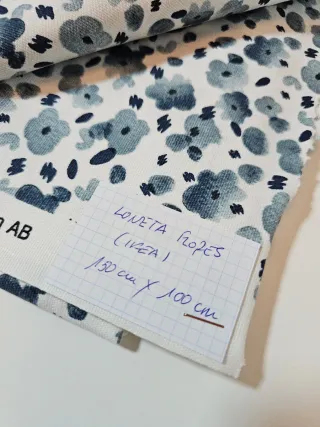 AB
LONETA FLORES
(IKEA)
150 cm X 100 cm